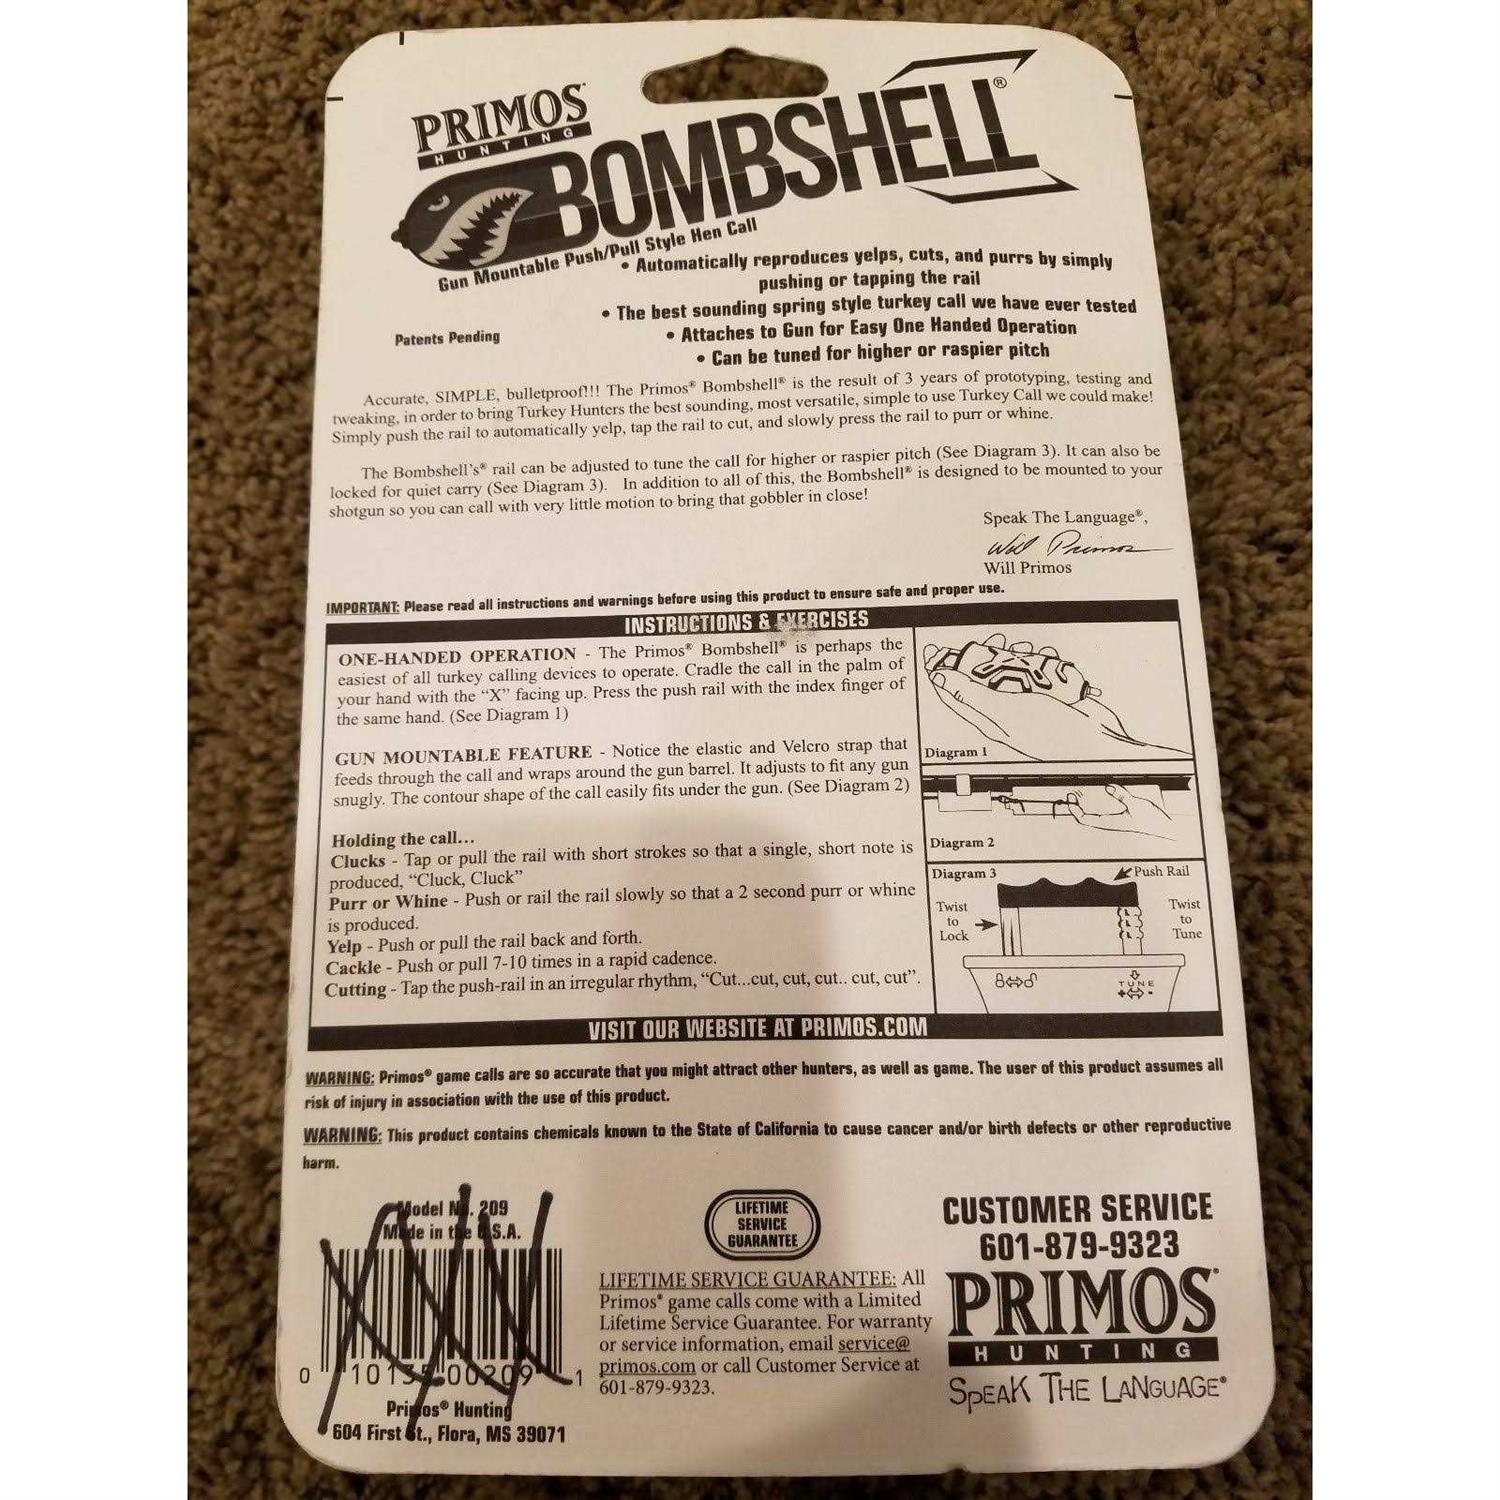 PRIMOS®
HUNTING
BOMBSHELL®
Gun Mountable Push/Pull Style Hen Call
• Automatically reproduces yelps, cuts, and purrs by simply
pushing or tapping the rail
• The best sounding spring style turkey call we have ever tested
Patents Pending
• Attaches to Gun for Easy One Handed Operation
• Can be tuned for higher or raspier pitch
Accurate, SIMPLE, bulletproof!!! The Primos® Bombshell® is the result of 3 years of prototyping, testing and
tweaking, in order to bring Turkey Hunters the best sounding, most versatile, simple to use Turkey Call we could make!
Simply push the rail to automatically yelp, tap the rail to cut, and slowly press the rail to purr or whine.
The Bombshell's® rail can be adjusted to tune the call for higher or raspier pitch (See Diagram 3). It can also be
locked for quiet carry (See Diagram 3). In addition to all of this, the Bombshell® is designed to be mounted to your
shotgun so you can call with very little motion to bring that gobbler in close!
Speak The Language®,
Will Primos
Will Primos
IMPORTANT: Please read all instructions and warnings before using this product to ensure safe and proper use.
INSTRUCTIONS & EXERCISES
ONE-HANDED OPERATION - The Primos® Bombshell® is perhaps the
easiest of all turkey calling devices to operate. Cradle the call in the palm of
your hand with the “X” facing up. Press the push rail with the index finger of
the same hand. (See Diagram 1)
Diagram 1
GUN MOUNTABLE FEATURE - Notice the elastic and Velcro strap that
feeds through the call and wraps around the gun barrel. It adjusts to fit any gun
snugly. The contour shape of the call easily fits under the gun. (See Diagram 2)
Diagram 2
Holding the call...
Clucks - Tap or pull the rail with short strokes so that a single, short note is
produced, “Cluck, Cluck”
Purr or Whine - Push or rail the rail slowly so that a 2 second purr or whine
is produced.
Yelp - Push or pull the rail back and forth.
Cackle - Push or pull 7-10 times in a rapid cadence.
Cutting - Tap the push-rail in an irregular rhythm, “Cut...cut, cut, cut.. cut, cut”.
Diagram 3
Push Rail
Twist
to
Lock
Twist
to
Tune
TUNE
+ -
VISIT OUR WEBSITE AT PRIMOS.COM
WARNING: Primos® game calls are so accurate that you might attract other hunters, as well as game. The user of this product assumes all
risk of injury in association with the use of this product.
WARNING: This product contains chemicals known to the State of California to cause cancer and/or birth defects or other reproductive
harm.
Model No. 209
Made in the U.S.A.
0 10135 00209 1
Primos® Hunting
604 First St., Flora, MS 39071
LIFETIME
SERVICE
GUARANTEE
LIFETIME SERVICE GUARANTEE: All
Primos® game calls come with a Limited
Lifetime Service Guarantee. For warranty
or service information, email service@
primos.com or call Customer Service at
601-879-9323.
CUSTOMER SERVICE
601-879-9323
PRIMOS®
HUNTING
SPEAK THE LANGUAGE®